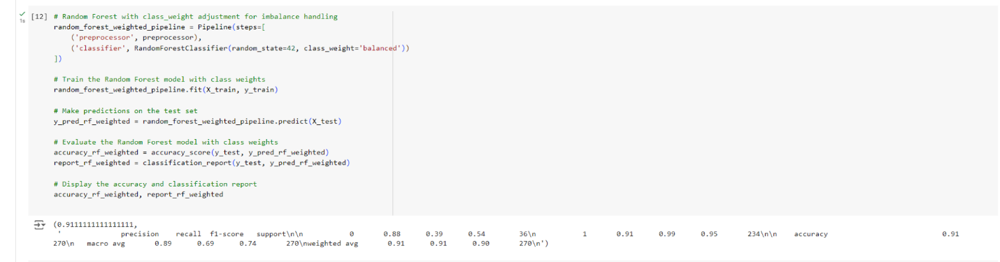 [12] # Random Forest with class_weight adjustment for imbalance handling
1s
random_forest_weighted_pipeline = Pipeline(steps=[
    ('preprocessor', preprocessor),
    ('classifier', RandomForestClassifier(random_state=42, class_weight='balanced'))
])
# Train the Random Forest model with class weights
random_forest_weighted_pipeline.fit(X_train, y_train)
# Make predictions on the test set
y_pred_rf_weighted = random_forest_weighted_pipeline.predict(X_test)
# Evaluate the Random Forest model with class weights
accuracy_rf_weighted = accuracy_score(y_test, y_pred_rf_weighted)
report_rf_weighted = classification_report(y_test, y_pred_rf_weighted)
# Display the accuracy and classification report
accuracy_rf_weighted, report_rf_weighted
(0.9111111111111111,
 '              precision    recall  f1-score   support\n\n           0       0.88      0.39      0.54        36\n           1       0.91      0.99      0.95       234\n\n    accuracy                           0.91
270\n   macro avg       0.89      0.69      0.74       270\nweighted avg       0.91      0.91      0.90       270\n')